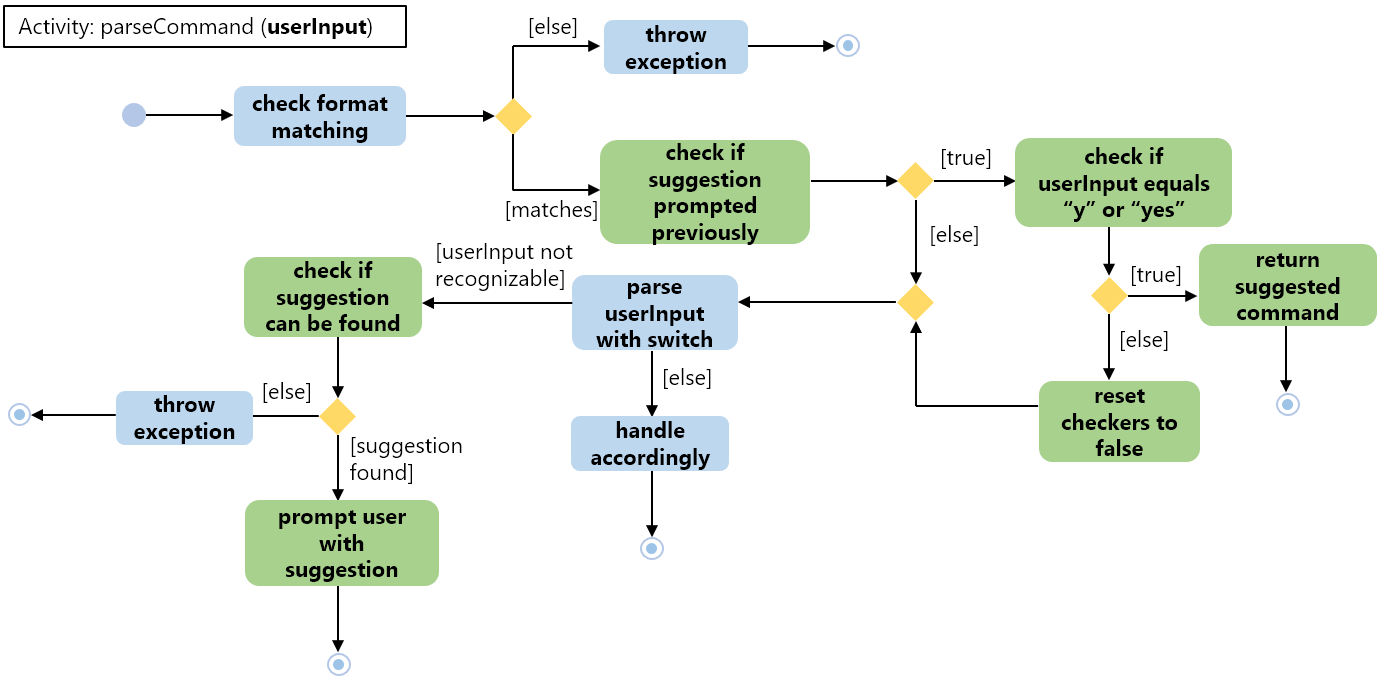 Activity: parseCommand (userInput)
[else]
throw
exception
check format
matching
[matches]
check if
suggestion
prompted
previously
[true]
check if
userInput equals
“y” or “yes”
[else]
[true]
return
suggested
command
[else]
reset
checkers to
false
parse
userInput
with switch
[userInput not
recognizable]
check if
suggestion
can be found
[else]
handle
accordingly
[else]
throw
exception
[suggestion
found]
prompt user
with
suggestion